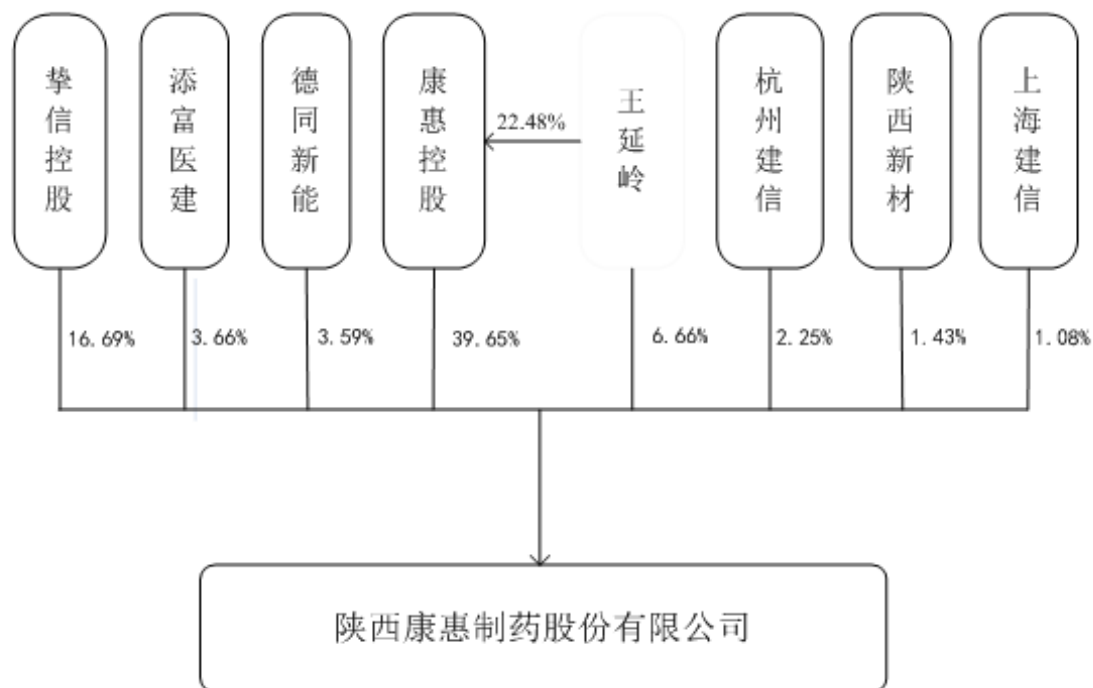 挚信控股
添富医建
德同新能
康惠控股
22.48%
王延岭
杭州建信
陕西新材
上海建信
16.69%
3.66%
3.59%
39.65%
6.66%
2.25%
1.43%
1.08%
陕西康惠制药股份有限公司